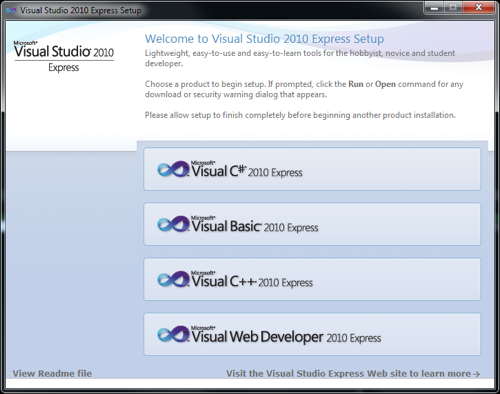 Visual Studio 2010 Express Setup
Microsoft®
Visual Studio® 2010
Express
Welcome to Visual Studio 2010 Express Setup
Lightweight, easy-to-use and easy-to-learn tools for the hobbyist, novice and student
developer.
Choose a product to begin setup. If prompted, click the Run or Open command for any
download or security warning dialog that appears.
Please allow setup to finish completely before beginning another product installation.
Microsoft®
Visual C#® 2010 Express
Microsoft®
Visual Basic® 2010 Express
Microsoft®
Visual C++ 2010 Express
Microsoft®
Visual Web Developer 2010 Express
View Readme file
Visit the Visual Studio Express Web site to learn more→